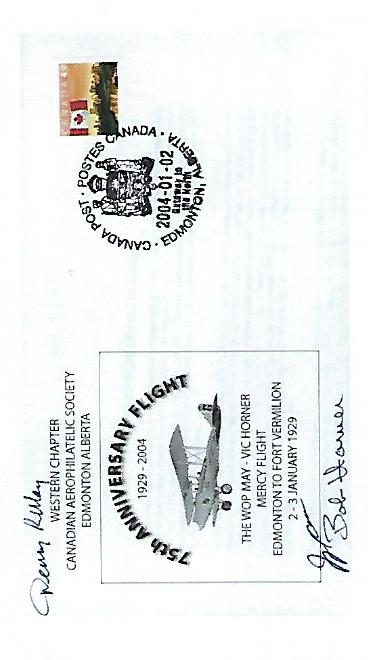 CANADA 49
CANADA POST · POSTES CANADA ·
2004-01-02
Gateway to
the North
EDMONTON, ALBERTA
WESTERN CHAPTER
CANADIAN AEROPHILATELIC SOCIETY
EDMONTON ALBERTA
75th ANNIVERSARY FLIGHT
1929 - 2004
THE WOP MAY - VIC HORNER
MERCY FLIGHT
EDMONTON TO FORT VERMILION
2 - 3 JANUARY 1929
Denny
Bob Horner